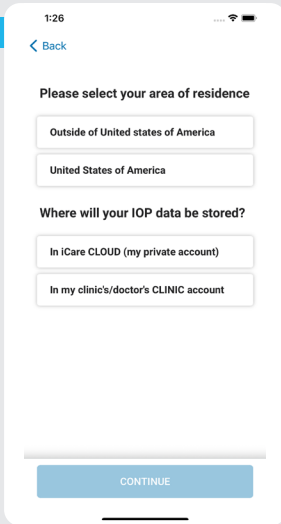 1:26
Back
Please select your area of residence
Outside of United states of America
United States of America
Where will your IOP data be stored?
In iCare CLOUD (my private account)
In my clinic's/doctor's CLINIC account
CONTINUE